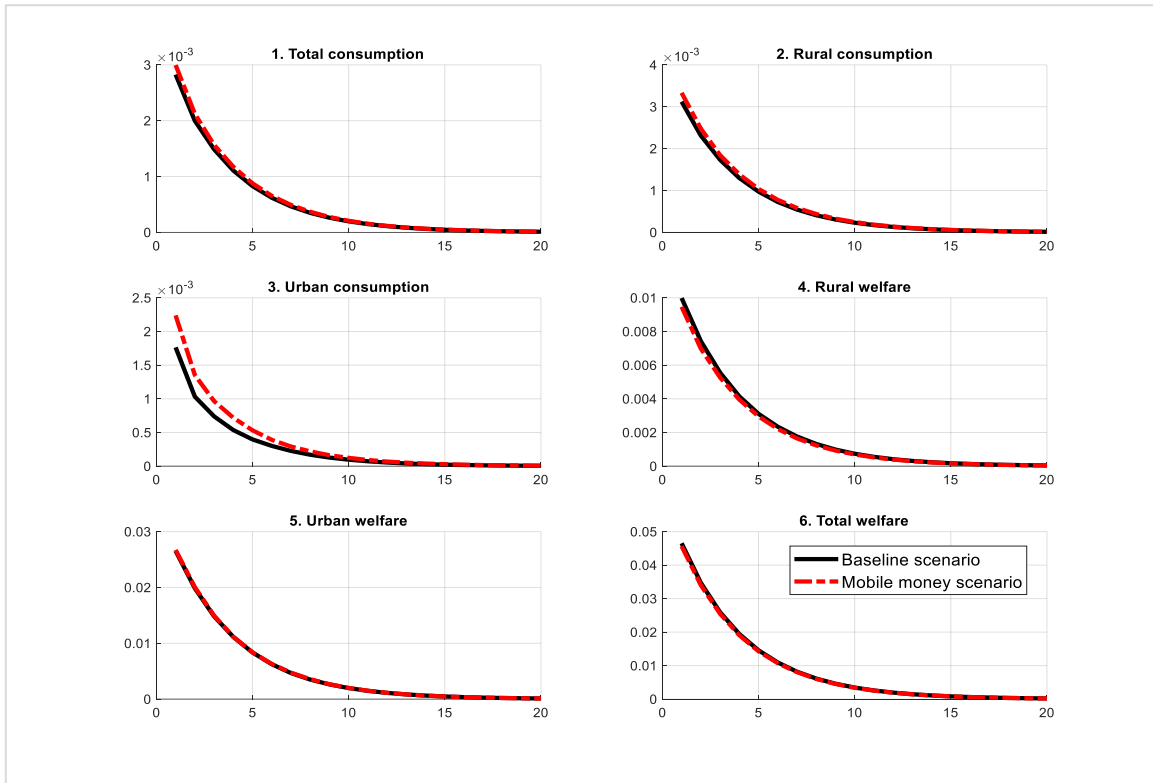 1. Total consumption
×10⁻³
3
2
1
0
0 5 10 15 20
2. Rural consumption
×10⁻³
4
3
2
1
0
0 5 10 15 20
3. Urban consumption
×10⁻³
2.5
2
1.5
1
0.5
0
0 5 10 15 20
4. Rural welfare
0.01
0.008
0.006
0.004
0.002
0
0 5 10 15 20
5. Urban welfare
0.03
0.02
0.01
0
0 5 10 15 20
6. Total welfare
0.05
0.04
0.03
0.02
0.01
0
0 5 10 15 20
Baseline scenario
Mobile money scenario